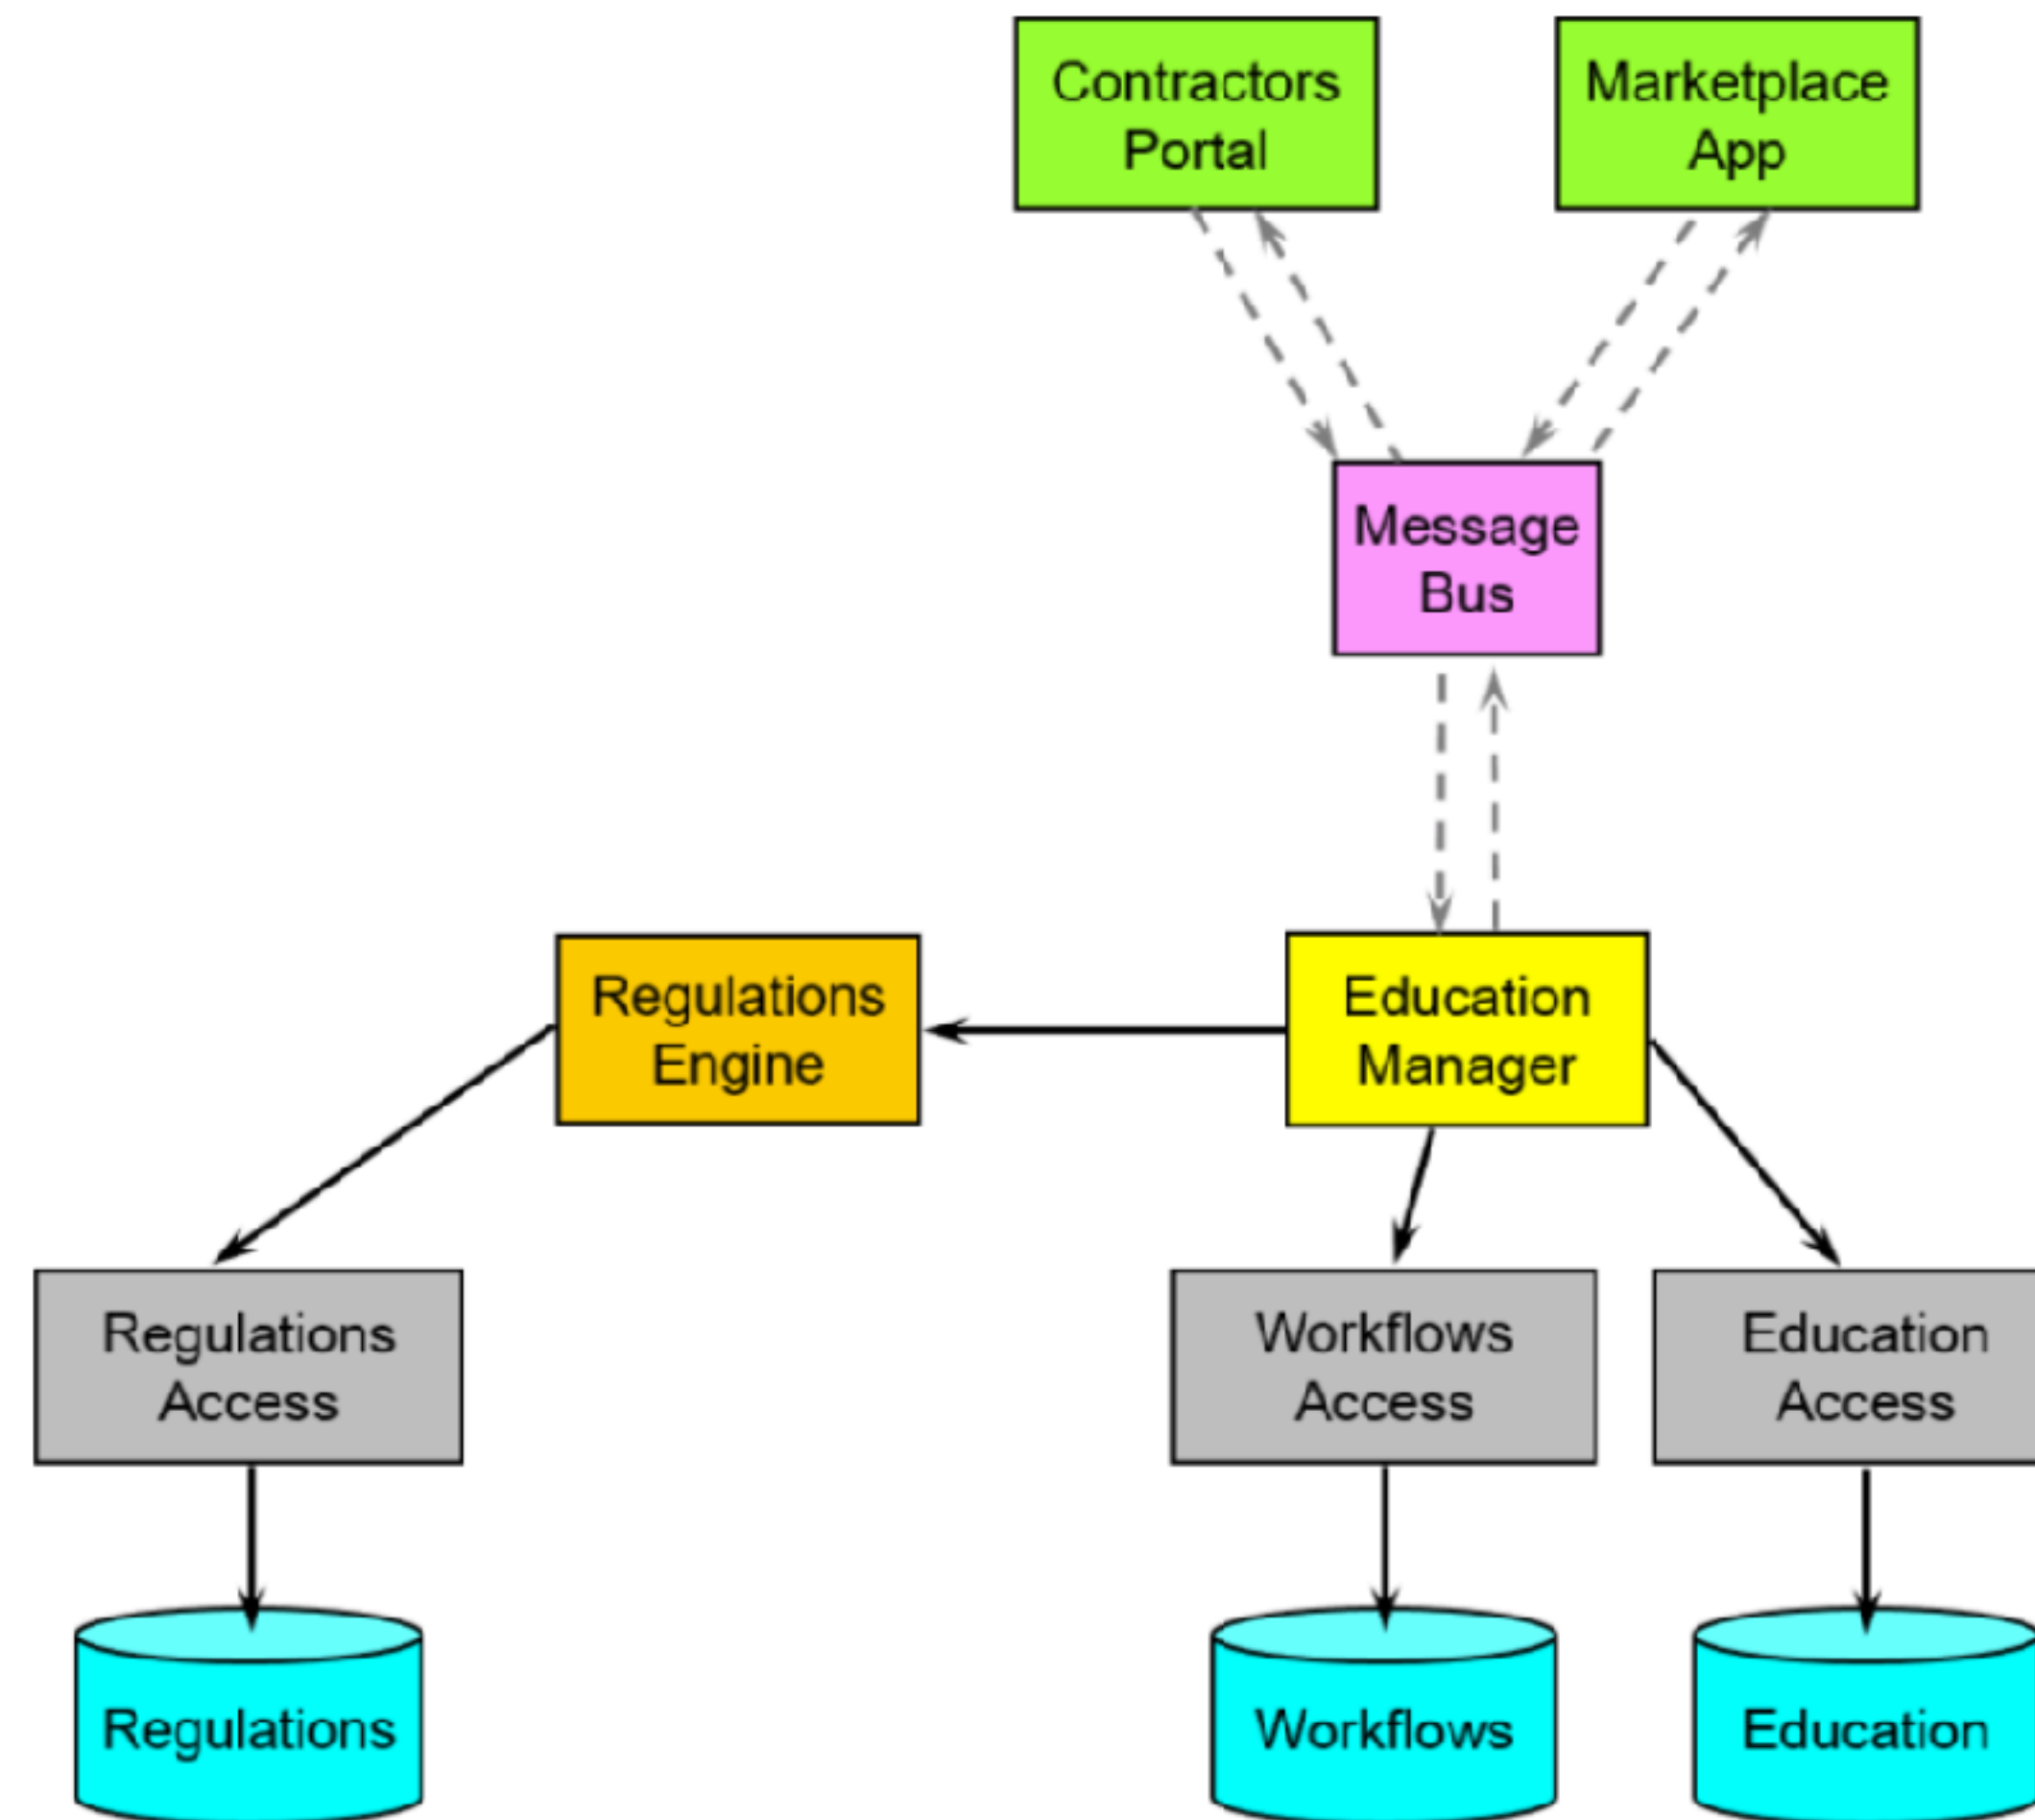 Contractors
Portal
Marketplace
App
Message
Bus
Regulations
Engine
Education
Manager
Regulations
Access
Workflows
Access
Education
Access
Regulations
Workflows
Education